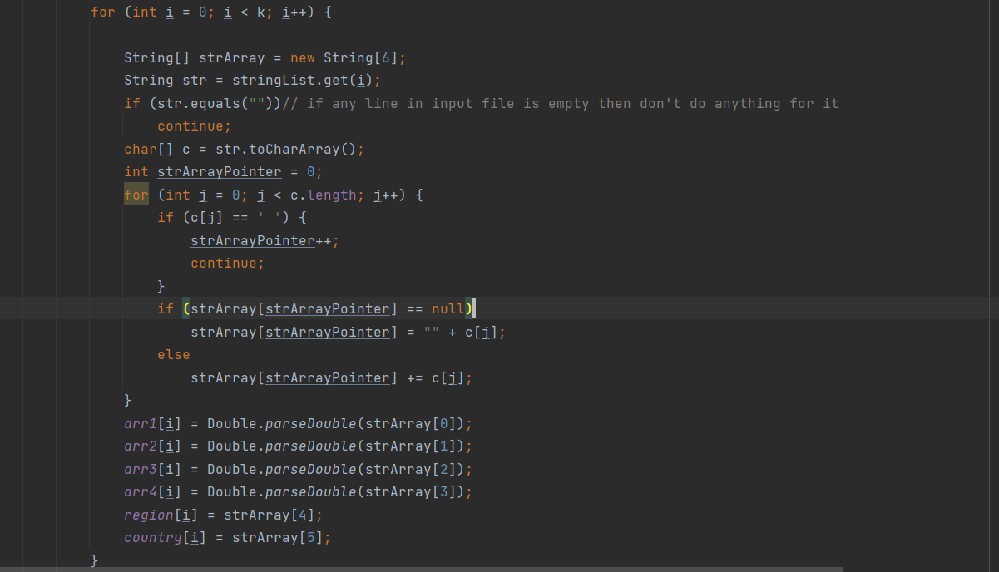 for (int i = 0; i < k; i++) {
String[] strArray = new String[6];
String str = stringList.get(i);
if (str.equals(""))// if any line in input file is empty then don't do anything for it
continue;
char[] c = str.toCharArray();
int strArrayPointer = 0;
for (int j = 0; j < c.length; j++) {
if (c[j] == ' ') {
strArrayPointer++;
continue;
}
if (strArray[strArrayPointer] == null)
strArray[strArrayPointer] = "" + c[j];
else
strArray[strArrayPointer] += c[j];
}
arr1[i] = Double.parseDouble(strArray[0]);
arr2[i] = Double.parseDouble(strArray[1]);
arr3[i] = Double.parseDouble(strArray[2]);
arr4[i] = Double.parseDouble(strArray[3]);
region[i] = strArray[4];
country[i] = strArray[5];
}